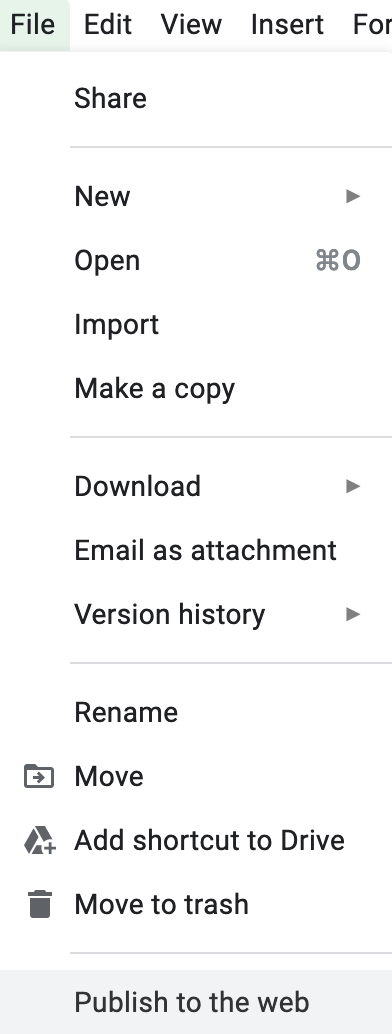 File Edit View Insert For
Share
New ►
Open ⌘O
Import
Make a copy
Download ►
Email as attachment
Version history ►
Rename
Move
Add shortcut to Drive
Move to trash
Publish to the web